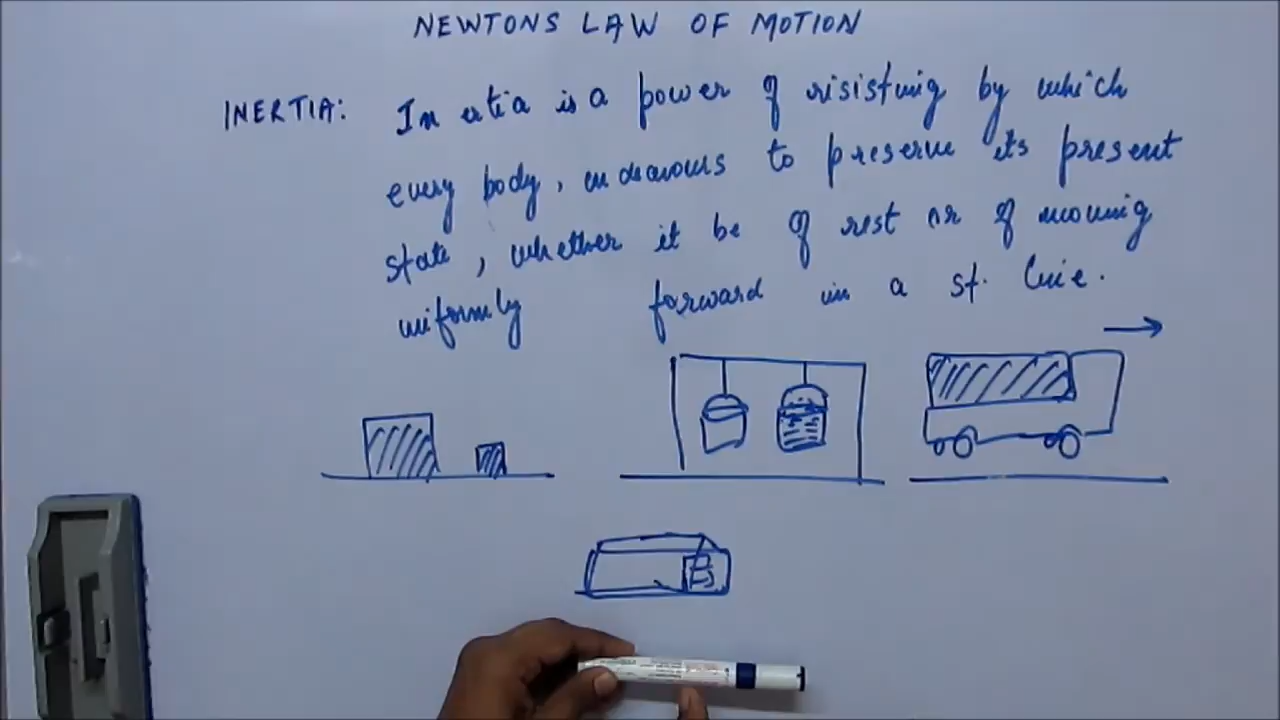 NEWTONS LAW OF MOTION
INERTIA: Inertia is a power of risisting by which
every body, endeavours to preserve its present
state, whether it be of rest or of moving
uniformly forward in a st. line.
B